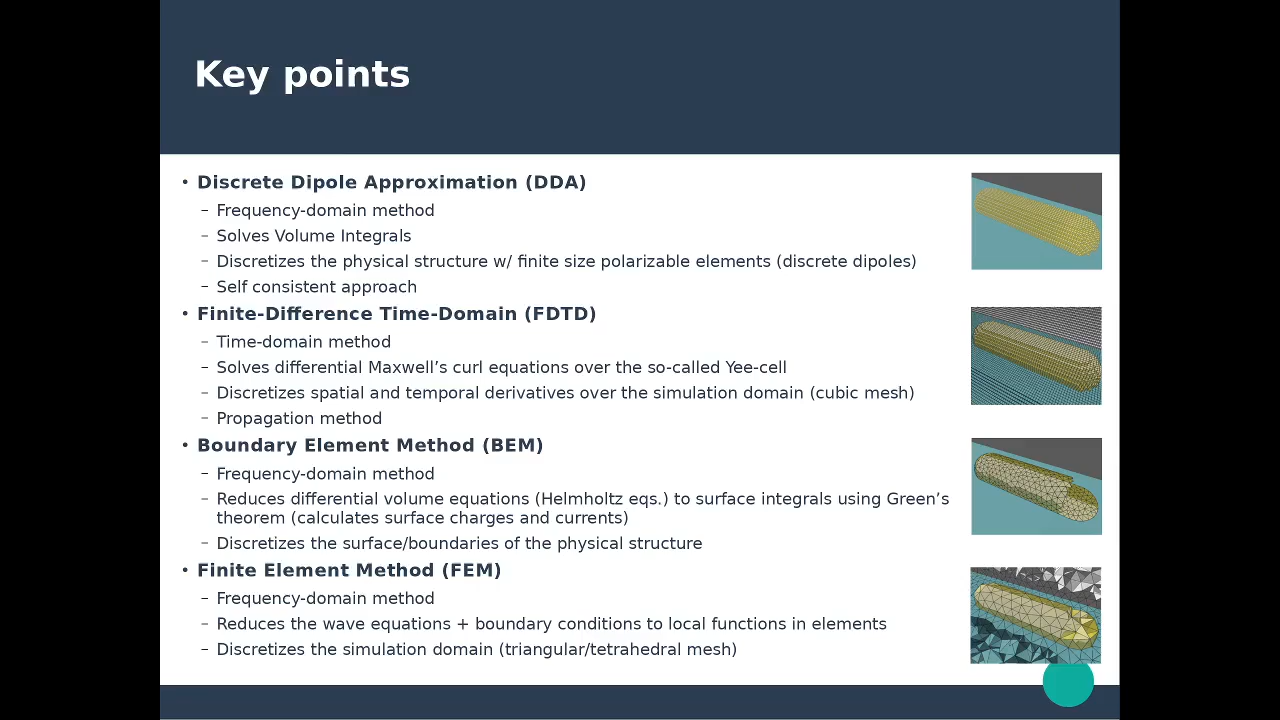 Key points
• Discrete Dipole Approximation (DDA)
– Frequency-domain method
– Solves Volume Integrals
– Discretizes the physical structure w/ finite size polarizable elements (discrete dipoles)
– Self consistent approach
• Finite-Difference Time-Domain (FDTD)
– Time-domain method
– Solves differential Maxwell’s curl equations over the so-called Yee-cell
– Discretizes spatial and temporal derivatives over the simulation domain (cubic mesh)
– Propagation method
• Boundary Element Method (BEM)
– Frequency-domain method
– Reduces differential volume equations (Helmholtz eqs.) to surface integrals using Green’s
theorem (calculates surface charges and currents)
– Discretizes the surface/boundaries of the physical structure
• Finite Element Method (FEM)
– Frequency-domain method
– Reduces the wave equations + boundary conditions to local functions in elements
– Discretizes the simulation domain (triangular/tetrahedral mesh)